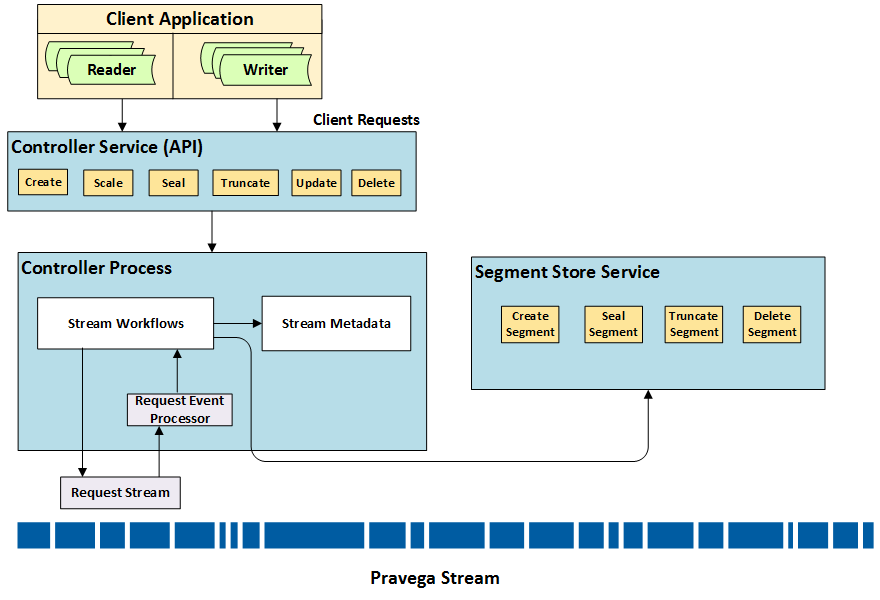 Client Application
Reader
Writer
Client Requests
Controller Service (API)
Create
Scale
Seal
Truncate
Update
Delete
Controller Process
Stream Workflows
Stream Metadata
Request Event
Processor
Request Stream
Segment Store Service
Create
Segment
Seal
Segment
Truncate
Segment
Delete
Segment
Pravega Stream